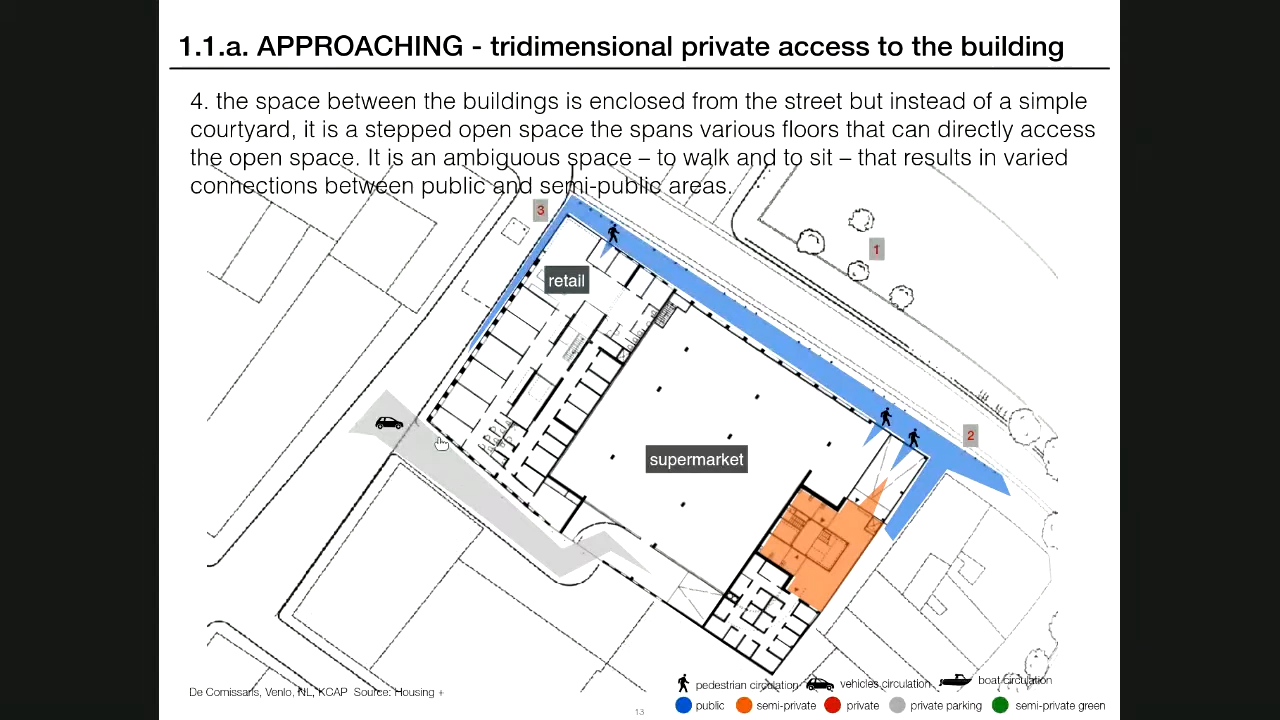 1.1.a. APPROACHING - tridimensional private access to the building
4. the space between the buildings is enclosed from the street but instead of a simple
courtyard, it is a stepped open space the spans various floors that can directly access
the open space. It is an ambiguous space – to walk and to sit – that results in varied
connections between public and semi-public areas.
3
1
retail
2
supermarket
De Comissaris, Venlo, NL, KCAP Source: Housing +
pedestrian circulation vehicles circulation boat circulation
public semi-private private private parking semi-private green
13